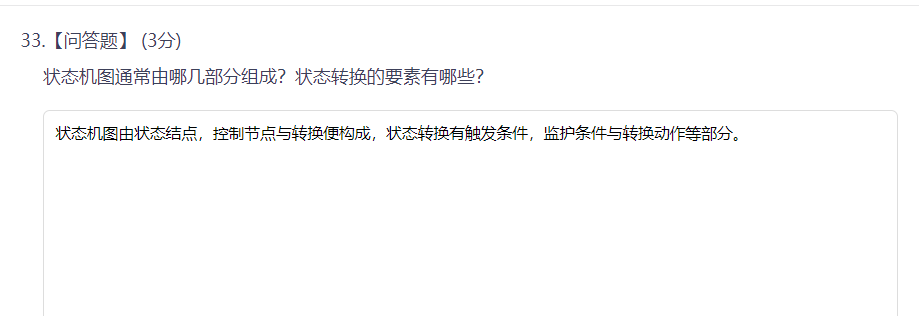 33.【问答题】 (3分)
状态机图通常由哪几部分组成？状态转换的要素有哪些？
状态机图由状态结点，控制节点与转换便构成，状态转换有触发条件，监护条件与转换动作等部分。